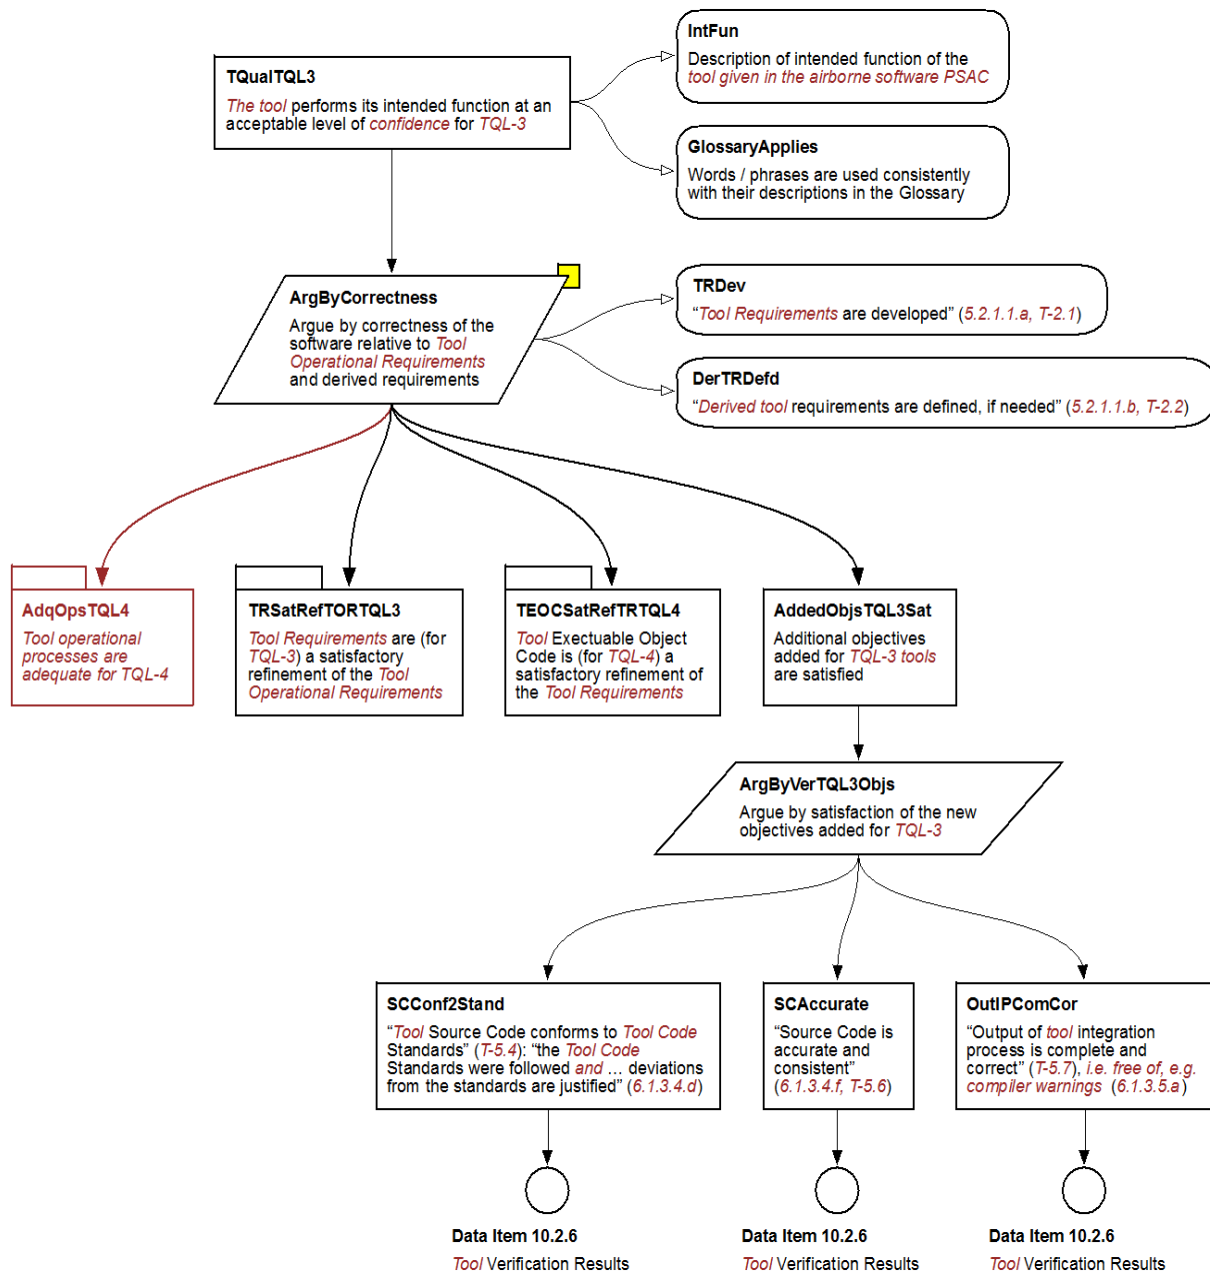 IntFun
Description of intended function of the
tool given in the airborne software PSAC
TQualTQL3
The tool performs its intended function at an
acceptable level of confidence for TQL-3
GlossaryApplies
Words / phrases are used consistently
with their descriptions in the Glossary
ArgByCorrectness
Argue by correctness of the
software relative to Tool
Operational Requirements
and derived requirements
TRDev
“Tool Requirements are developed” (5.2.1.1.a, T-2.1)
DerTRDefd
“Derived tool requirements are defined, if needed” (5.2.1.1.b, T-2.2)
AdqOpsTQL4
Tool operational
processes are
adequate for TQL-4
TRSatRefTORTQL3
Tool Requirements are (for
TQL-3) a satisfactory
refinement of the Tool
Operational Requirements
TEOCSatRefTRTQL4
Tool Exectuable Object
Code is (for TQL-4) a
satisfactory refinement of
the Tool Requirements
AddedObjsTQL3Sat
Additional objectives
added for TQL-3 tools
are satisfied
ArgByVerTQL3Objs
Argue by satisfaction of the new
objectives added for TQL-3
SCConf2Stand
“Tool Source Code conforms to Tool Code
Standards” (T-5.4): “the Tool Code
Standards were followed and … deviations
from the standards are justified” (6.1.3.4.d)
SCAccurate
“Source Code is
accurate and
consistent”
(6.1.3.4.f, T-5.6)
OutIPComCor
“Output of tool integration
process is complete and
correct” (T-5.7), i.e. free of, e.g.
compiler warnings (6.1.3.5.a)
Data Item 10.2.6
Tool Verification Results
Data Item 10.2.6
Tool Verification Results
Data Item 10.2.6
Tool Verification Results